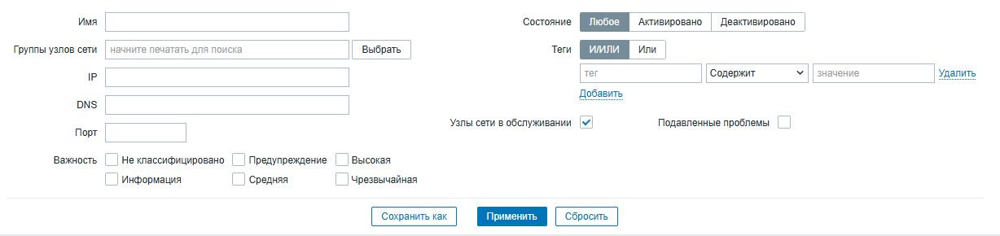 Имя
Группы узлов сети начните печатать для поиска Выбрать
IP
DNS
Порт
Важность Не классифицировано Предупреждение Высокая
Информация Средняя Чрезвычайная
Состояние Любое Активировано Деактивировано
Теги И/ИЛИ Или
тег Содержит значение Удалить
Добавить
Узлы сети в обслуживании Подавленные проблемы
Сохранить как Применить Сбросить